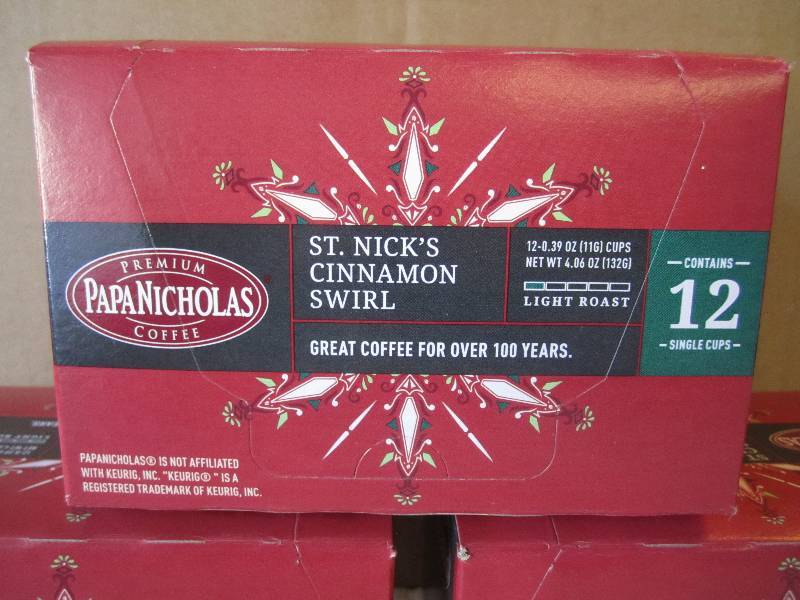 PREMIUM
PAPANICHOLAS
COFFEE
ST. NICK'S
CINNAMON
SWIRL
12-0.39 OZ (11G) CUPS
NET WT 4.06 OZ (132G)
LIGHT ROAST
GREAT COFFEE FOR OVER 100 YEARS.
CONTAINS
12
SINGLE CUPS
PAPANICHOLAS® IS NOT AFFILIATED
WITH KEURIG, INC. "KEURIG®" IS A
REGISTERED TRADEMARK OF KEURIG, INC.